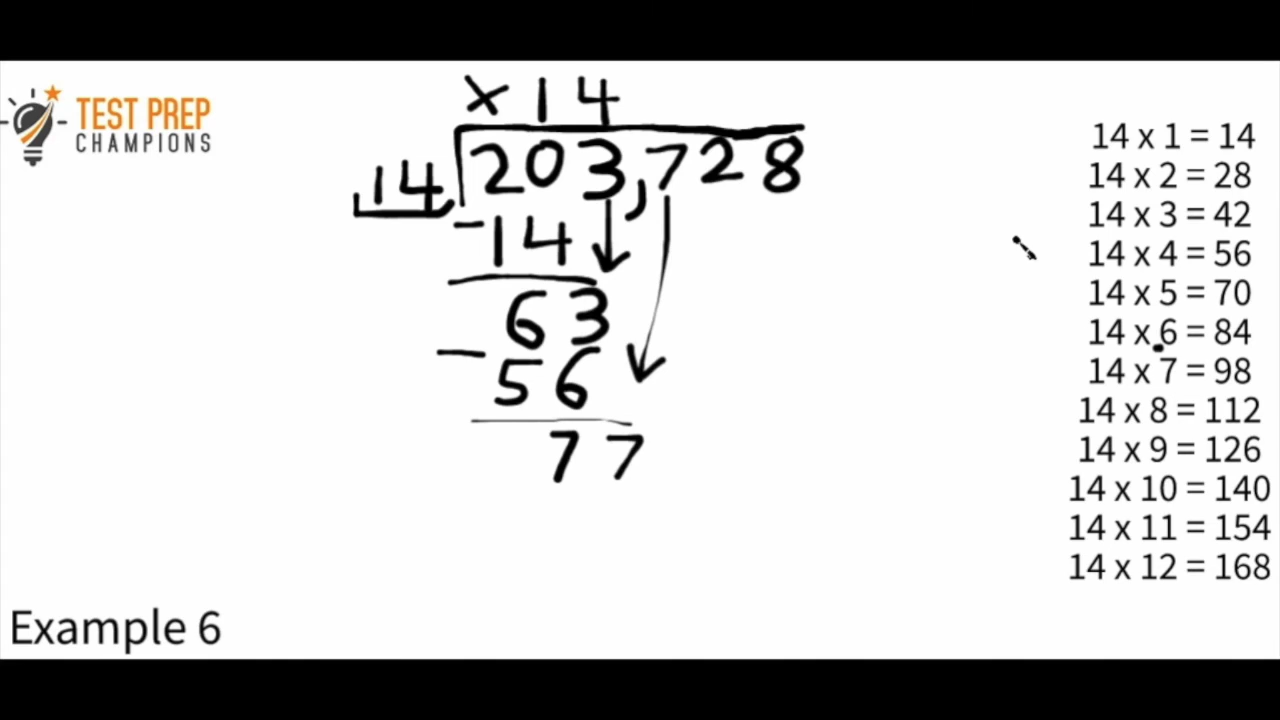 TEST PREP
CHAMPIONS
x 14
14 203,728
-14
63
- 56
77
14 x 1 = 14
14 x 2 = 28
14 x 3 = 42
14 x 4 = 56
14 x 5 = 70
14 x 6 = 84
14 x 7 = 98
14 x 8 = 112
14 x 9 = 126
14 x 10 = 140
14 x 11 = 154
14 x 12 = 168
Example 6